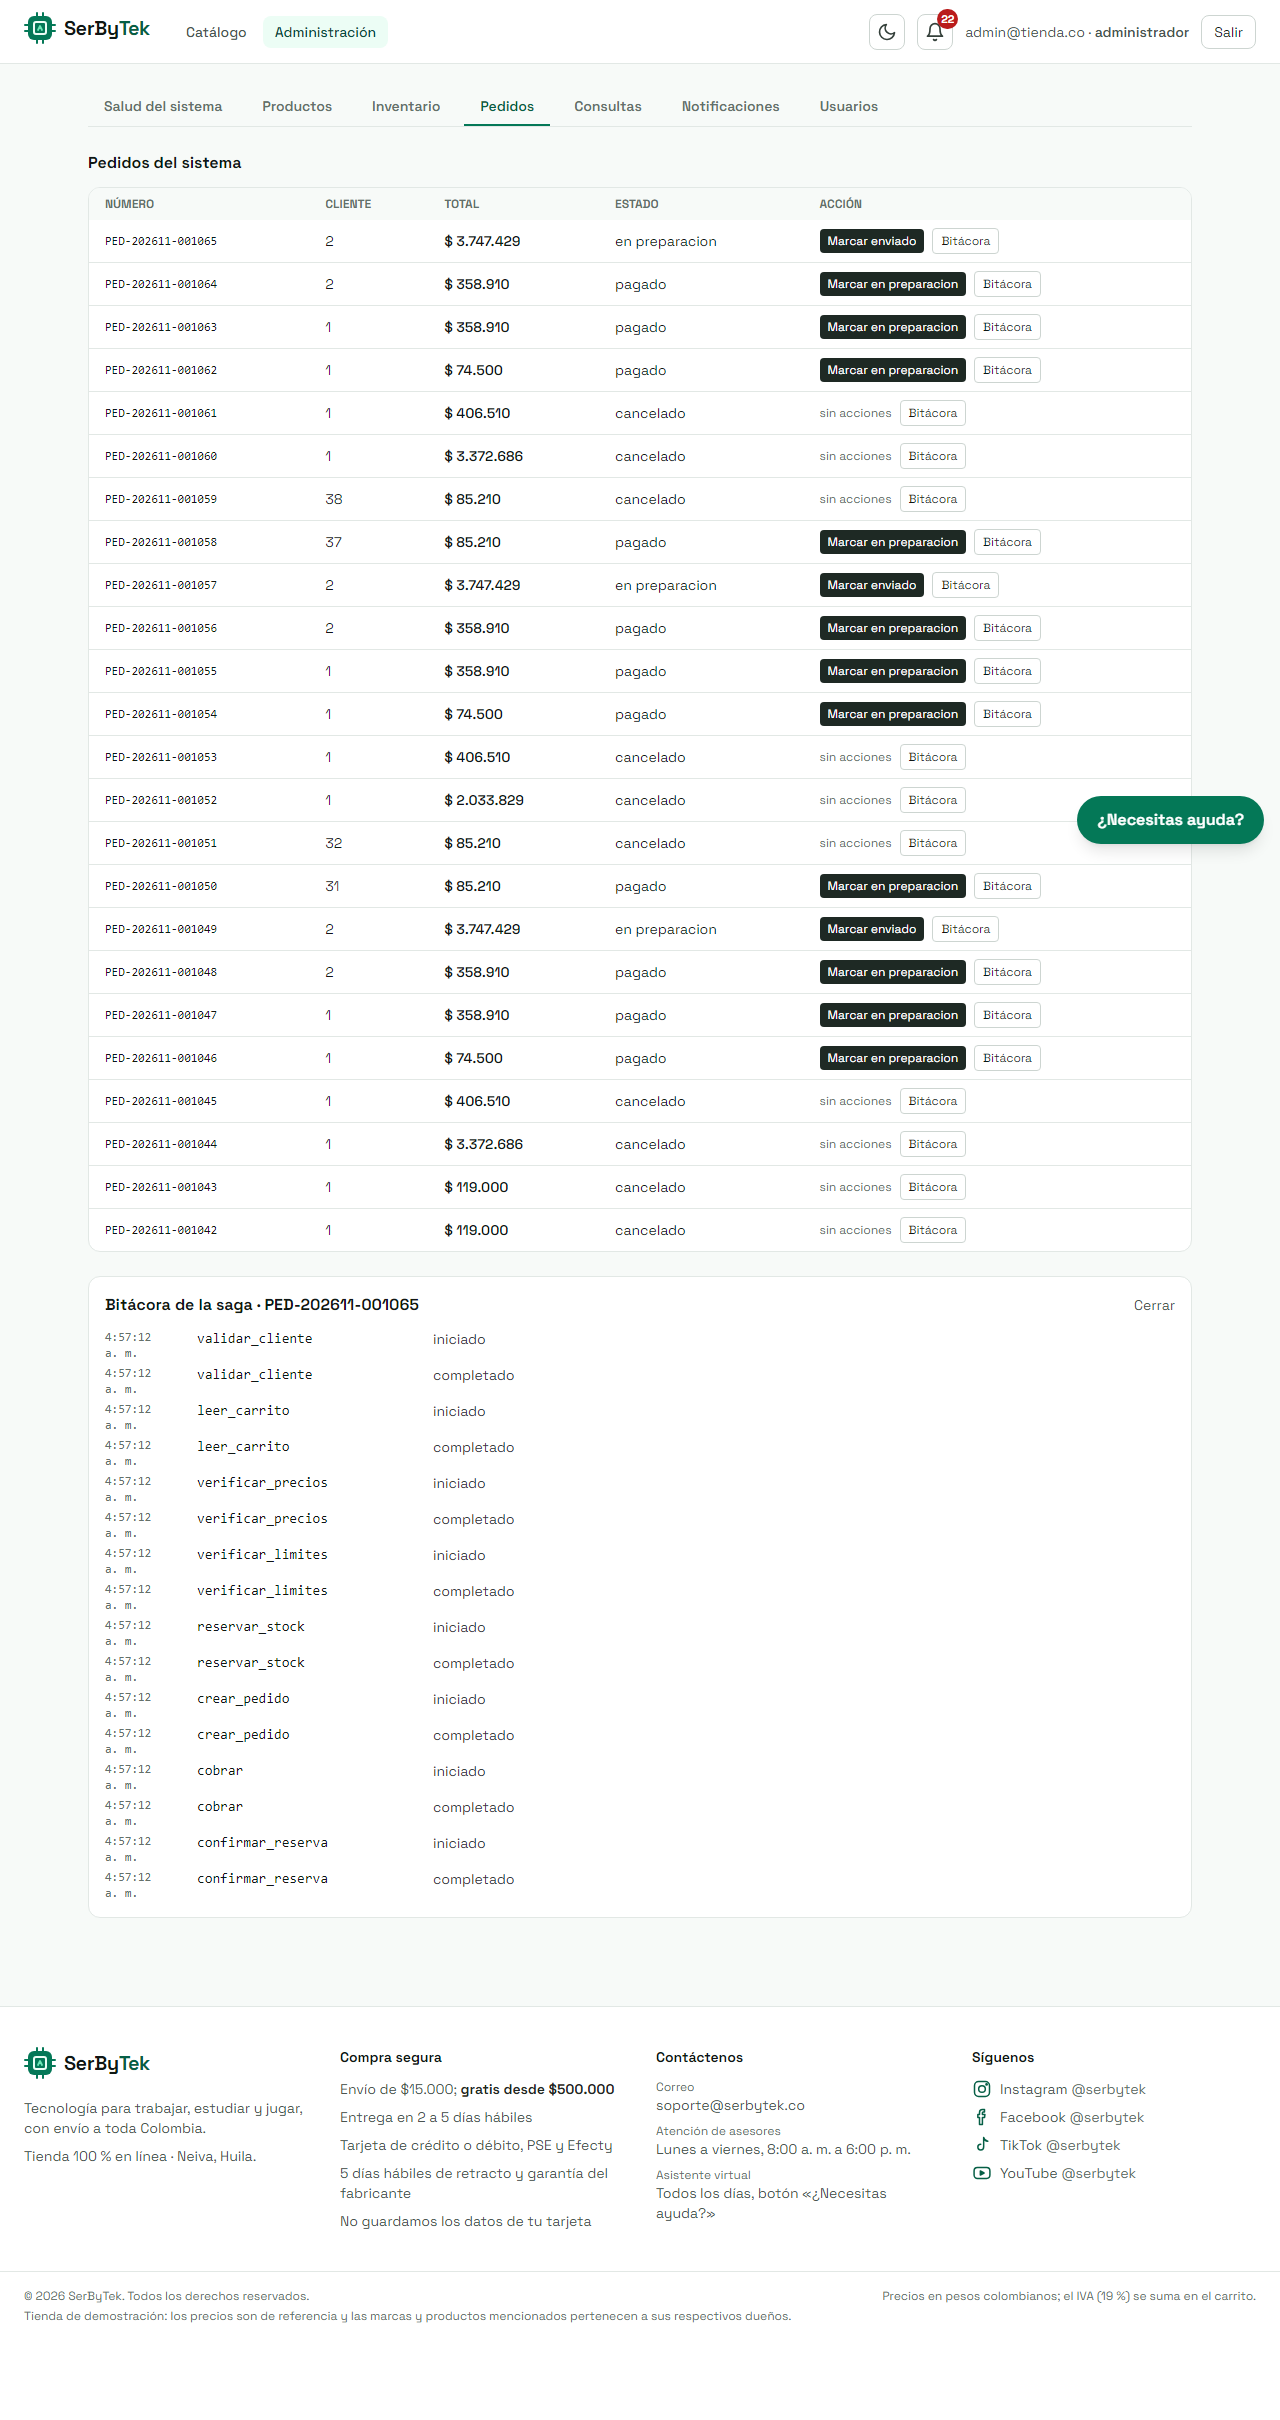 SerByTek
Catálogo
Administración
22
admin@tienda.co · administrador
Salir
Salud del sistema
Productos
Inventario
Pedidos
Consultas
Notificaciones
Usuarios
Pedidos del sistema
NÚMERO CLIENTE TOTAL ESTADO ACCIÓN
PED-202611-001065 2 $ 3.747.429 en preparacion Marcar enviado Bitácora
PED-202611-001064 2 $ 358.910 pagado Marcar en preparacion Bitácora
PED-202611-001063 1 $ 358.910 pagado Marcar en preparacion Bitácora
PED-202611-001062 1 $ 74.500 pagado Marcar en preparacion Bitácora
PED-202611-001061 1 $ 406.510 cancelado sin acciones Bitácora
PED-202611-001060 1 $ 3.372.686 cancelado sin acciones Bitácora
PED-202611-001059 38 $ 85.210 cancelado sin acciones Bitácora
PED-202611-001058 37 $ 85.210 pagado Marcar en preparacion Bitácora
PED-202611-001057 2 $ 3.747.429 en preparacion Marcar enviado Bitácora
PED-202611-001056 2 $ 358.910 pagado Marcar en preparacion Bitácora
PED-202611-001055 1 $ 358.910 pagado Marcar en preparacion Bitácora
PED-202611-001054 1 $ 74.500 pagado Marcar en preparacion Bitácora
PED-202611-001053 1 $ 406.510 cancelado sin acciones Bitácora
PED-202611-001052 1 $ 2.033.829 cancelado sin acciones Bitácora
¿Necesitas ayuda?
PED-202611-001051 32 $ 85.210 cancelado sin acciones Bitácora
PED-202611-001050 31 $ 85.210 pagado Marcar en preparacion Bitácora
PED-202611-001049 2 $ 3.747.429 en preparacion Marcar enviado Bitácora
PED-202611-001048 2 $ 358.910 pagado Marcar en preparacion Bitácora
PED-202611-001047 1 $ 358.910 pagado Marcar en preparacion Bitácora
PED-202611-001046 1 $ 74.500 pagado Marcar en preparacion Bitácora
PED-202611-001045 1 $ 406.510 cancelado sin acciones Bitácora
PED-202611-001044 1 $ 3.372.686 cancelado sin acciones Bitácora
PED-202611-001043 1 $ 119.000 cancelado sin acciones Bitácora
PED-202611-001042 1 $ 119.000 cancelado sin acciones Bitácora
Bitácora de la saga · PED-202611-001065
Cerrar
4:57:12 a. m. validar_cliente iniciado
4:57:12 a. m. validar_cliente completado
4:57:12 a. m. leer_carrito iniciado
4:57:12 a. m. leer_carrito completado
4:57:12 a. m. verificar_precios iniciado
4:57:12 a. m. verificar_precios completado
4:57:12 a. m. verificar_limites iniciado
4:57:12 a. m. verificar_limites completado
4:57:12 a. m. reservar_stock iniciado
4:57:12 a. m. reservar_stock completado
4:57:12 a. m. crear_pedido iniciado
4:57:12 a. m. crear_pedido completado
4:57:12 a. m. cobrar iniciado
4:57:12 a. m. cobrar completado
4:57:12 a. m. confirmar_reserva iniciado
4:57:12 a. m. confirmar_reserva completado
SerByTek
Tecnología para trabajar, estudiar y jugar,
con envío a toda Colombia.
Tienda 100 % en línea · Neiva, Huila.
Compra segura
Envío de $15.000; gratis desde $500.000
Entrega en 2 a 5 días hábiles
Tarjeta de crédito o débito, PSE y Efecty
5 días hábiles de retracto y garantía del
fabricante
No guardamos los datos de tu tarjeta
Contáctenos
Correo
soporte@serbytek.co
Atención de asesores
Lunes a viernes, 8:00 a. m. a 6:00 p. m.
Asistente virtual
Todos los días, botón «¿Necesitas
ayuda?»
Síguenos
Instagram @serbytek
Facebook @serbytek
TikTok @serbytek
YouTube @serbytek
© 2026 SerByTek. Todos los derechos reservados.
Precios en pesos colombianos; el IVA (19 %) se suma en el carrito.
Tienda de demostración: los precios son de referencia y las marcas y productos mencionados pertenecen a sus respectivos dueños.